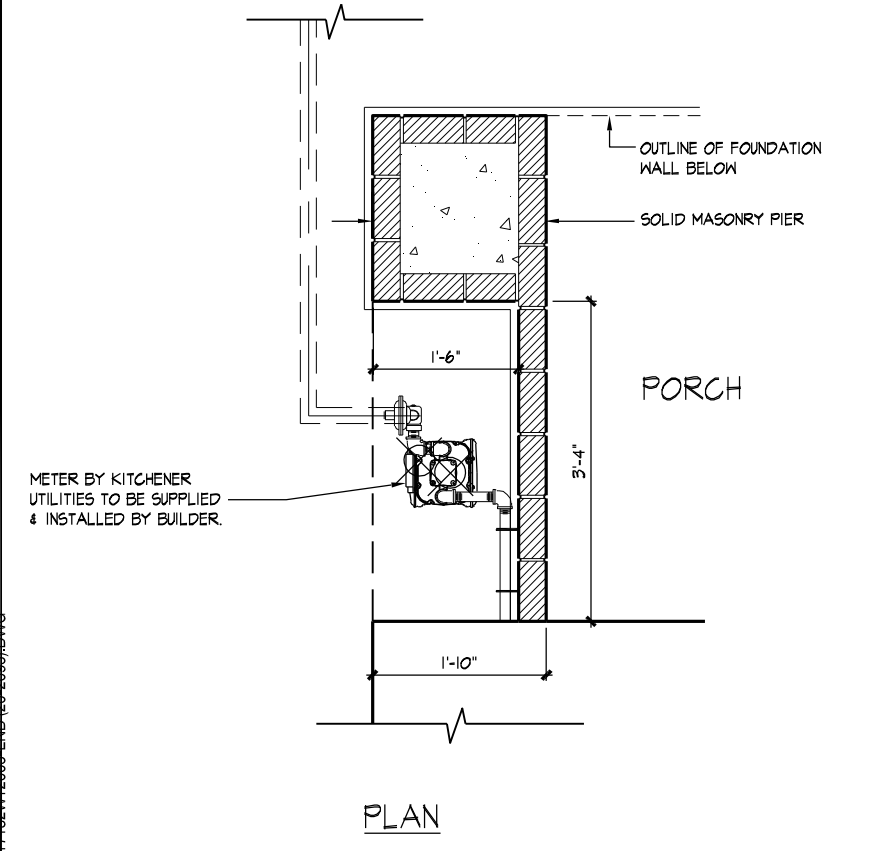 OUTLINE OF FOUNDATION
WALL BELOW
SOLID MASONRY PIER
1'-6"
PORCH
3'-4"
METER BY KITCHENER
UTILITIES TO BE SUPPLIED
& INSTALLED BY BUILDER.
1'-10"
PLAN